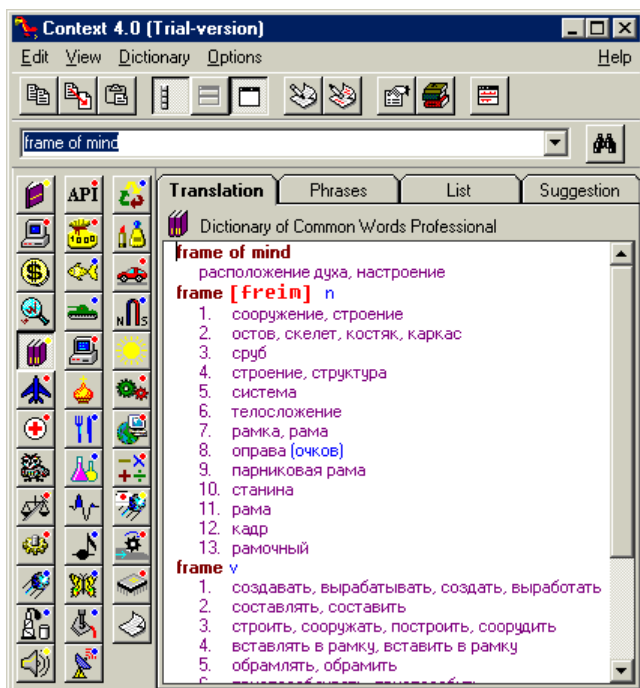 Context 4.0 (Trial-version)
Edit View Dictionary Options Help
frame of mind
API
1000
N S
Translation Phrases List Suggestion
Dictionary of Common Words Professional
frame of mind
расположение духа, настроение
frame [freim] n
1. сооружение, строение
2. остов, скелет, костяк, каркас
3. сруб
4. строение, структура
5. система
6. телосложение
7. рамка, рама
8. оправа (очков)
9. парниковая рама
10. станина
11. рама
12. кадр
13. рамочный
frame v
1. создавать, вырабатывать, создать, выработать
2. составлять, составить
3. строить, сооружать, построить, соорудить
4. вставлять в рамку, вставить в рамку
5. обрамлять, обрамить